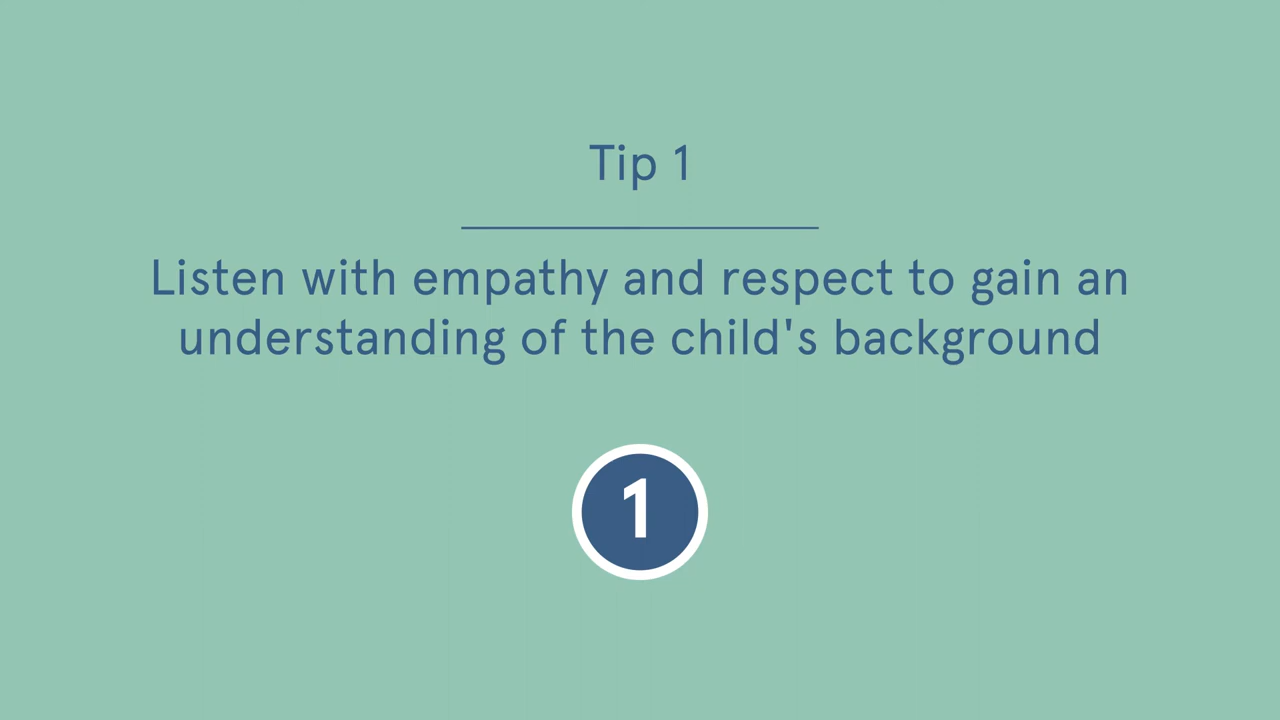 Tip 1
Listen with empathy and respect to gain an
understanding of the child's background
1